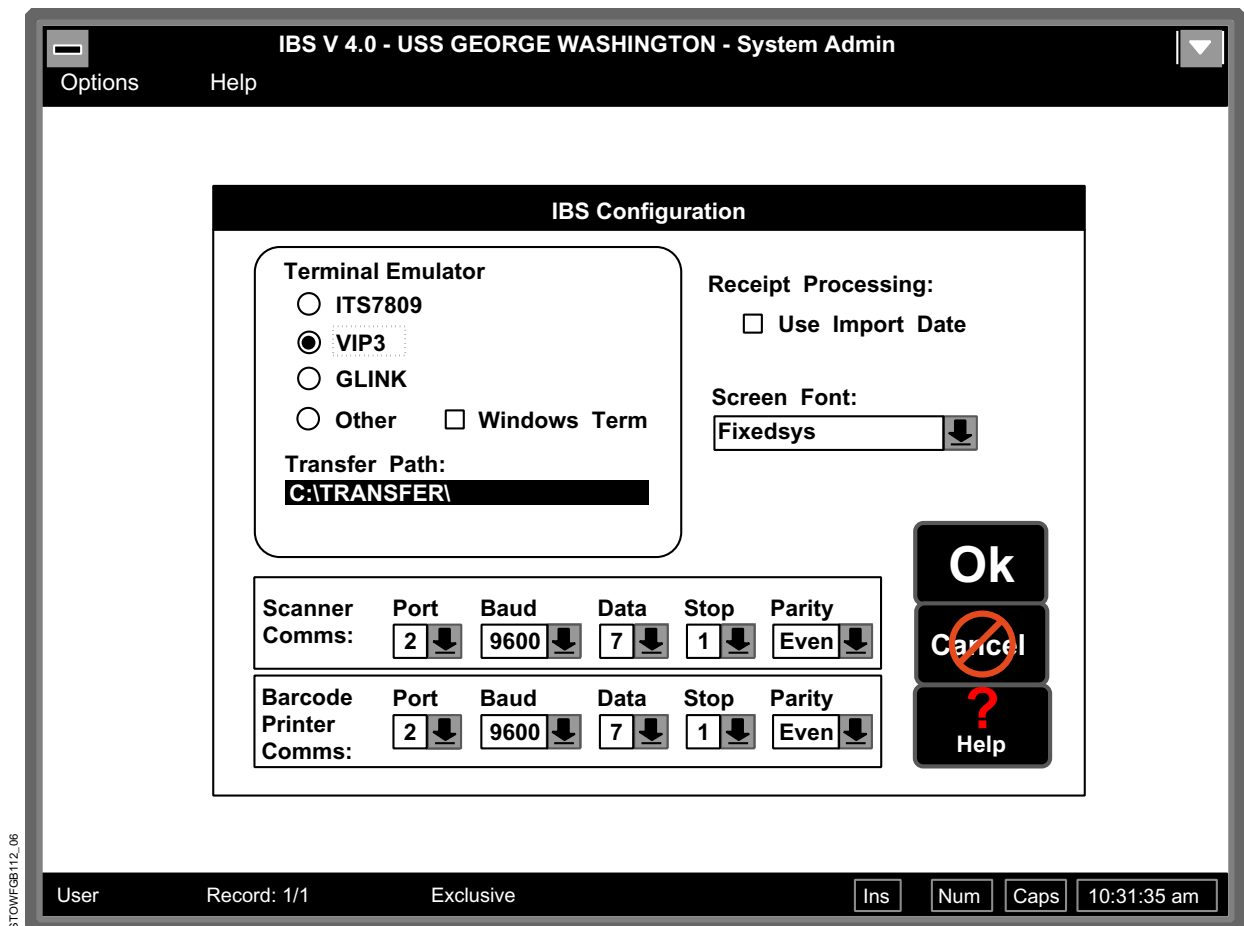 IBS V 4.0 - USS GEORGE WASHINGTON - System Admin
Options Help
IBS Configuration
Terminal Emulator
ITS7809
VIP3
GLINK
Other Windows Term
Transfer Path:
C:\TRANSFER\
Receipt Processing:
Use Import Date
Screen Font:
Fixedsys
Scanner Comms:
Port Baud Data Stop Parity
2 9600 7 1 Even
Barcode Printer Comms:
Port Baud Data Stop Parity
2 9600 7 1 Even
Ok
Cancel
?
Help
User Record: 1/1 Exclusive Ins Num Caps 10:31:35 am
STOWFGB112_06